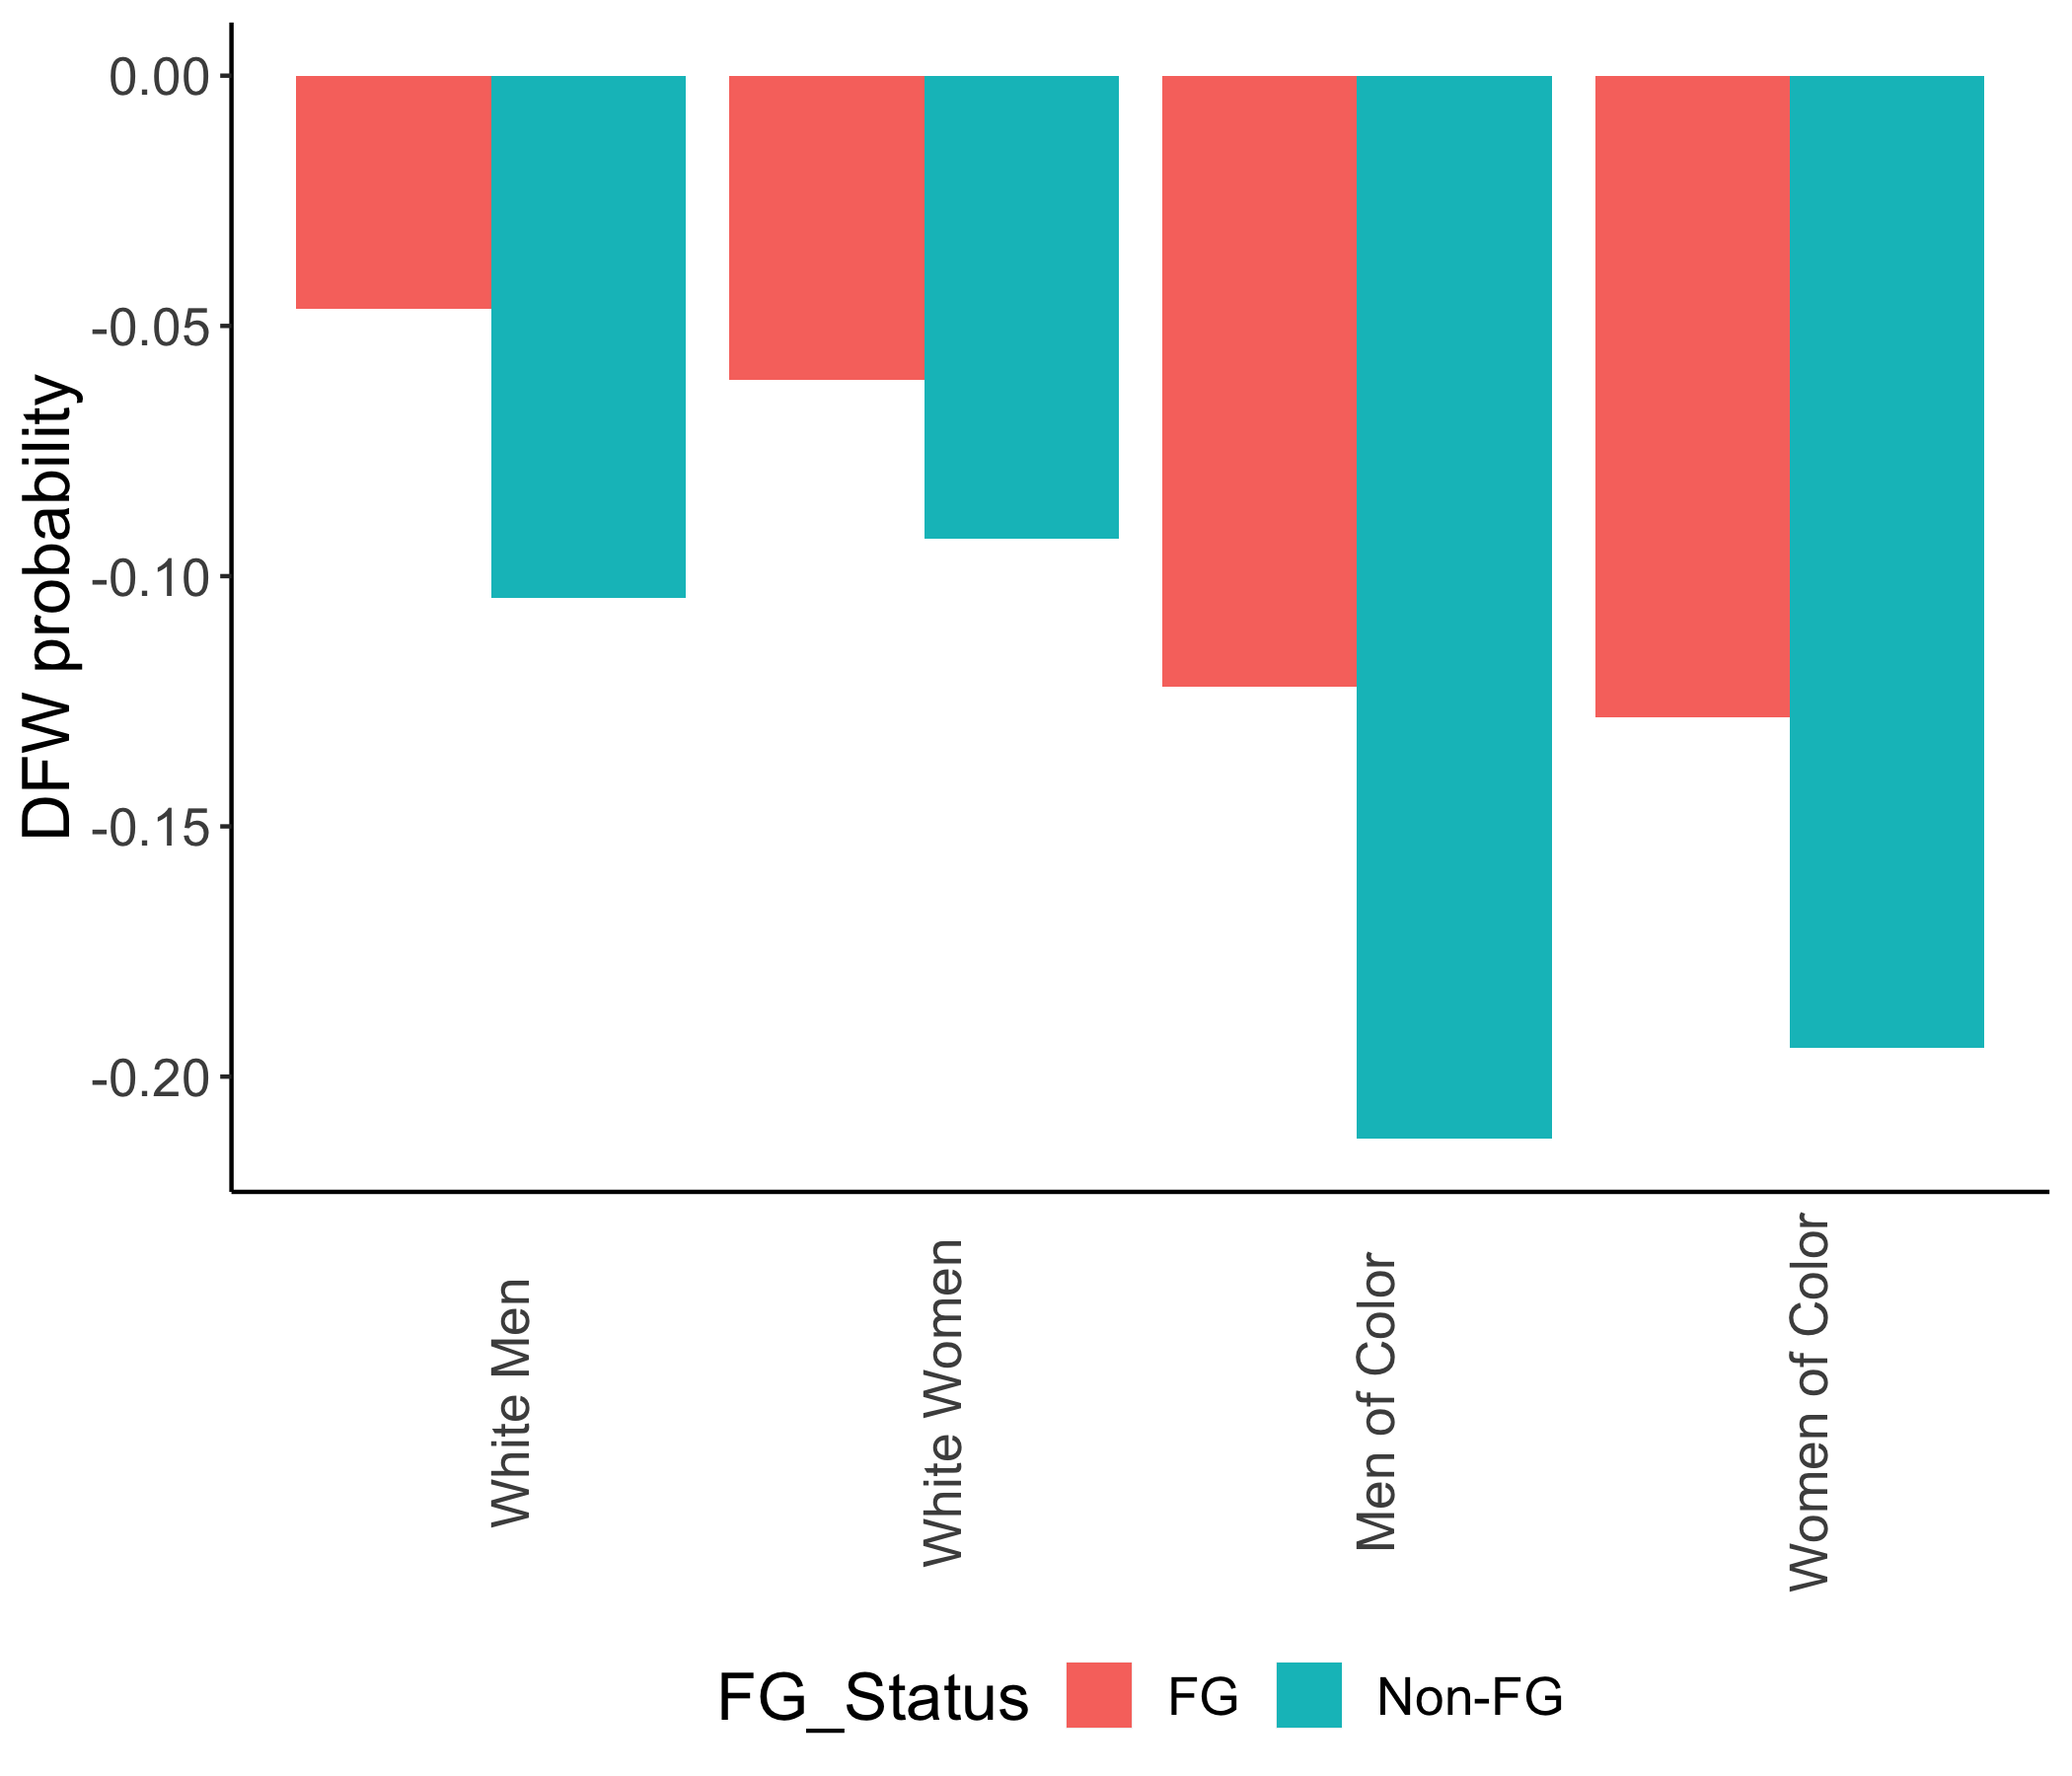 DFW probability
0.00
-0.05
-0.10
-0.15
-0.20
White Men
White Women
Men of Color
Women of Color
FG_Status FG Non-FG